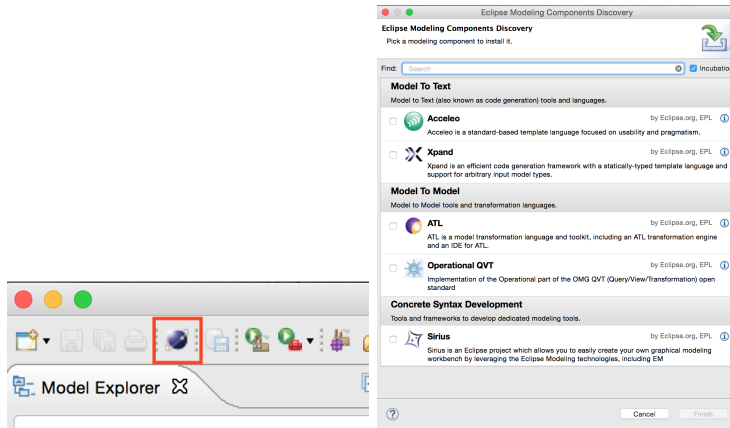 Model Explorer
Eclipse Modeling Components Discovery
Eclipse Modeling Components Discovery
Pick a modeling component to install it.
Find: Search Incubation
Model To Text
Model to Text (also known as code generation) tools and languages.
Acceleo by Eclipse.org, EPL
Acceleo is a standard-based template language focused on usability and pragmatism.
Xpand by Eclipse.org, EPL
Xpand is an efficient code generation framework with a statically-typed template language and
support for arbitrary input model types.
Model To Model
Model to Model tools and transformation languages.
ATL by Eclipse.org, EPL
ATL is a model transformation language and toolkit, including an ATL transformation engine
and an IDE for ATL.
Operational QVT by Eclipse.org, EPL
Implementation of the Operational part of the OMG QVT (Query/View/Transformation) open
standard
Concrete Syntax Development
Tools and frameworks to develop dedicated modeling tools.
Sirius by Eclipse.org, EPL
Sirius is an Eclipse project which allows you to easily create your own graphical modeling
workbench by leveraging the Eclipse Modeling technologies, including EM
Cancel Finish